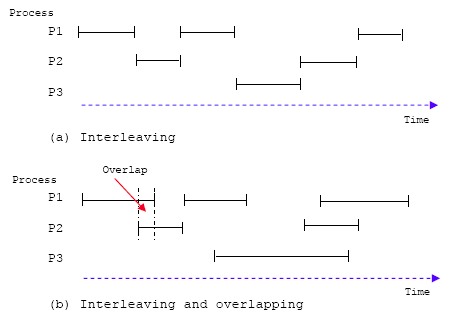 Process
P1
P2
P3
Time
(a) Interleaving
Overlap
Process
P1
P2
P3
Time
(b) Interleaving and overlapping